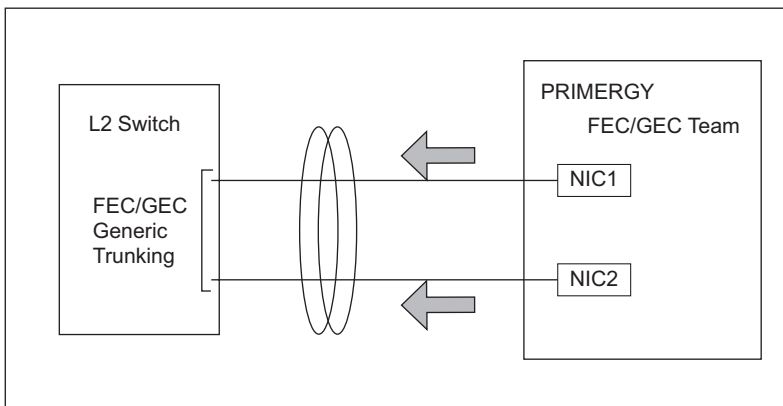 L2 Switch
FEC/GEC
Generic
Trunking
PRIMERGY
FEC/GEC Team
NIC1
NIC2